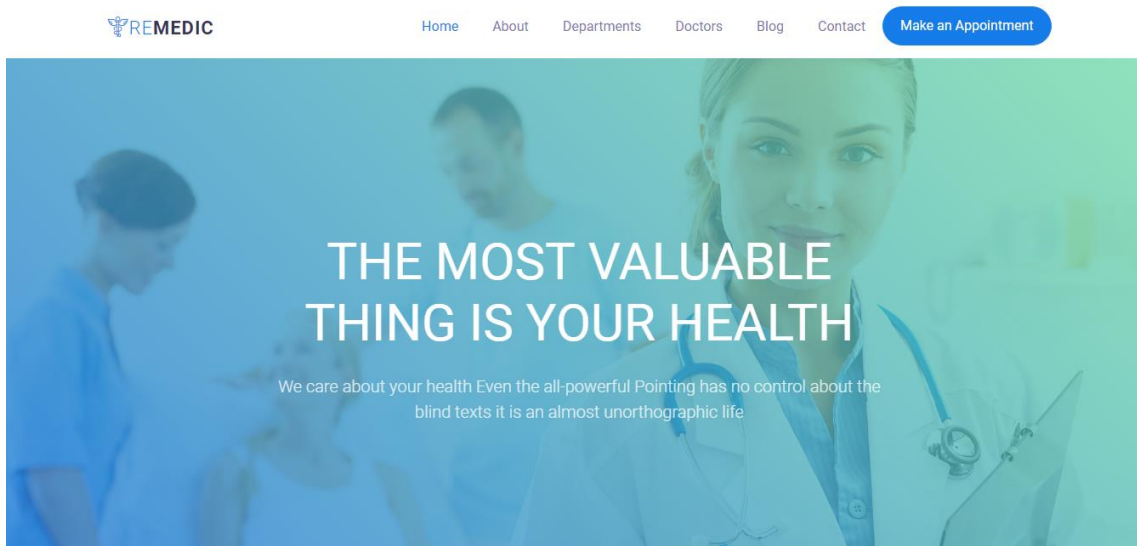 REMEDIC
Home About Departments Doctors Blog Contact Make an Appointment
THE MOST VALUABLE
THING IS YOUR HEALTH
We care about your health Even the all-powerful Pointing has no control about the
blind texts it is an almost unorthographic life